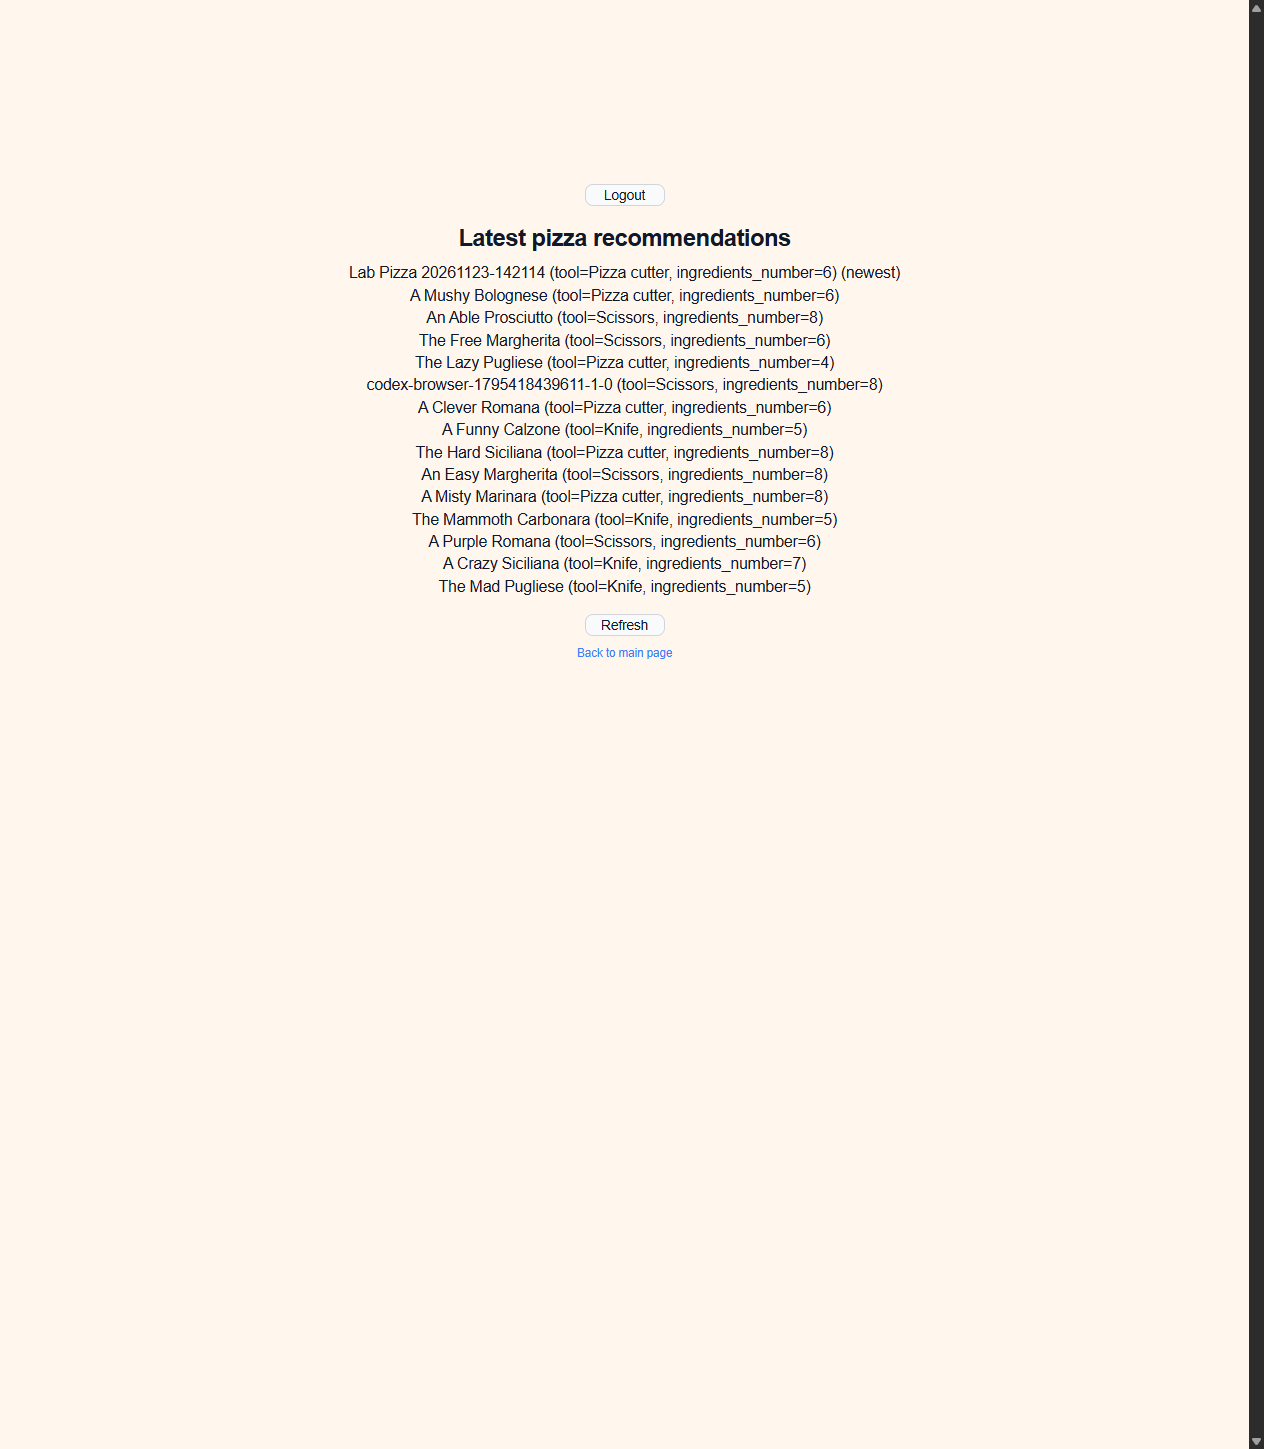 Logout
Latest pizza recommendations
Lab Pizza 20261123-142114 (tool=Pizza cutter, ingredients_number=6) (newest)
A Mushy Bolognese (tool=Pizza cutter, ingredients_number=6)
An Able Prosciutto (tool=Scissors, ingredients_number=8)
The Free Margherita (tool=Scissors, ingredients_number=6)
The Lazy Pugliese (tool=Pizza cutter, ingredients_number=4)
codex-browser-1795418439611-1-0 (tool=Scissors, ingredients_number=8)
A Clever Romana (tool=Pizza cutter, ingredients_number=6)
A Funny Calzone (tool=Knife, ingredients_number=5)
The Hard Siciliana (tool=Pizza cutter, ingredients_number=8)
An Easy Margherita (tool=Scissors, ingredients_number=8)
A Misty Marinara (tool=Pizza cutter, ingredients_number=8)
The Mammoth Carbonara (tool=Knife, ingredients_number=5)
A Purple Romana (tool=Scissors, ingredients_number=6)
A Crazy Siciliana (tool=Knife, ingredients_number=7)
The Mad Pugliese (tool=Knife, ingredients_number=5)
Refresh
Back to main page